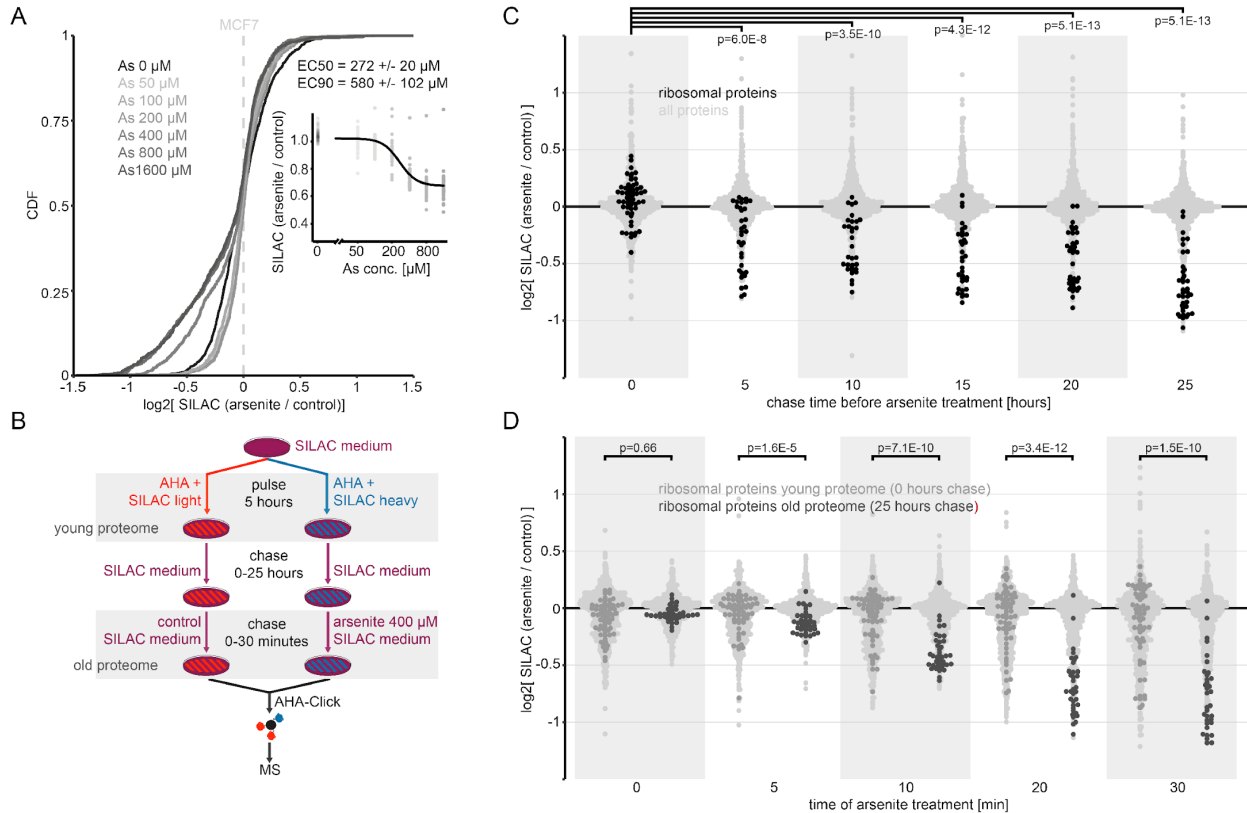 A
MCF7
1
0.75
0.5
0.25
0
CDF
As 0 µM
As 50 µM
As 100 µM
As 200 µM
As 400 µM
As 800 µM
As1600 µM
EC50 = 272 +/- 20 µM
EC90 = 580 +/- 102 µM
SILAC (arsenite / control)
1.0
0.8
0.6
0.4
0
50
200
800
As conc. [µM]
-1.5
-1
-0.5
0
0.5
1
1.5
log2[ SILAC (arsenite / control)]
B
SILAC medium
AHA +
SILAC light
pulse
5 hours
AHA +
SILAC heavy
young proteome
SILAC medium
chase
0-25 hours
SILAC medium
control
SILAC medium
chase
0-30 minutes
arsenite 400 µM
SILAC medium
old proteome
AHA-Click
MS
C
p=6.0E-8
p=3.5E-10
p=4.3E-12
p=5.1E-13
p=5.1E-13
ribosomal proteins
all proteins
log2[ SILAC (arsenite / control) ]
1
0.5
0
-0.5
-1
0
5
10
15
20
25
chase time before arsenite treatment [hours]
D
p=0.66
p=1.6E-5
p=7.1E-10
p=3.4E-12
p=1.5E-10
ribosomal proteins young proteome (0 hours chase)
ribosomal proteins old proteome (25 hours chase)
log2[ SILAC (arsenite / control) ]
1
0.5
0
-0.5
-1
0
5
10
20
30
time of arsenite treatment [min]